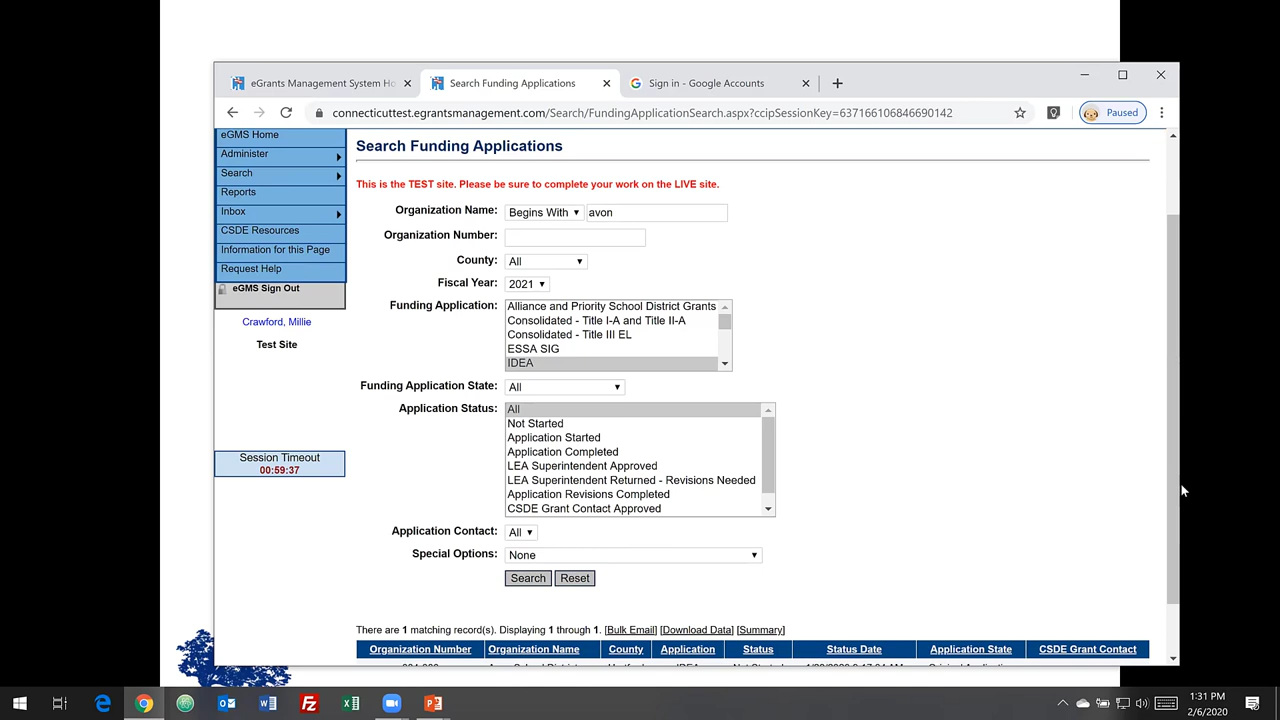 eGrants Management System Ho
Search Funding Applications
Sign in - Google Accounts
connecticuttest.egrantsmanagement.com/Search/FundingApplicationSearch.aspx?ccipSessionKey=637166106846690142
Paused
eGMS Home
Administer
Search
Reports
Inbox
CSDE Resources
Information for this Page
Request Help
eGMS Sign Out
Crawford, Millie
Test Site
Session Timeout
00:59:37
Search Funding Applications
This is the TEST site. Please be sure to complete your work on the LIVE site.
Organization Name: Begins With avon
Organization Number:
County: All
Fiscal Year: 2021
Funding Application: Alliance and Priority School District Grants
Consolidated - Title I-A and Title II-A
Consolidated - Title III EL
ESSA SIG
IDEA
Funding Application State: All
Application Status: All
Not Started
Application Started
Application Completed
LEA Superintendent Approved
LEA Superintendent Returned - Revisions Needed
Application Revisions Completed
CSDE Grant Contact Approved
Application Contact: All
Special Options: None
Search Reset
There are 1 matching record(s). Displaying 1 through 1. [Bulk Email] [Download Data] [Summary]
Organization Number Organization Name County Application Status Status Date Application State CSDE Grant Contact
1:31 PM
2/6/2020